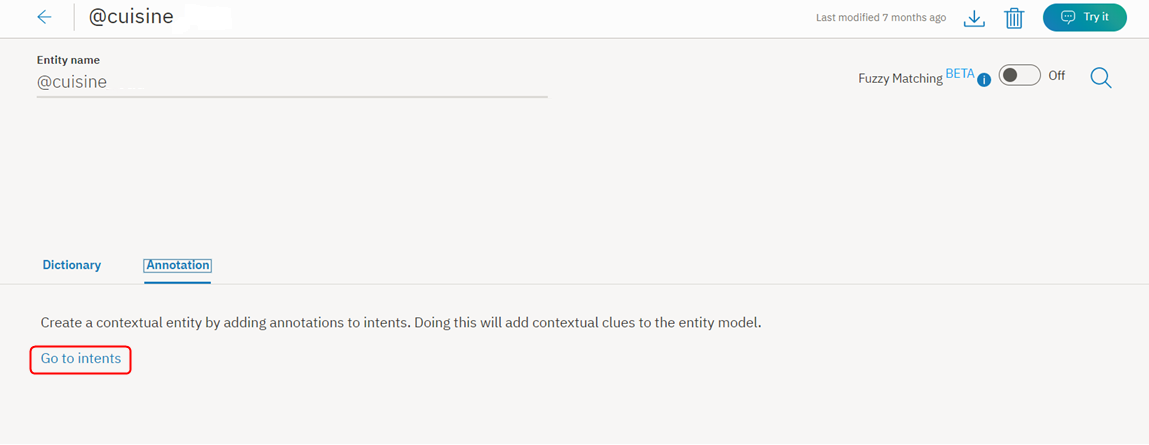 @cuisine
Last modified 7 months ago
Try it
Entity name
@cuisine
Fuzzy Matching BETA i Off
Dictionary
Annotation
Create a contextual entity by adding annotations to intents. Doing this will add contextual clues to the entity model.
Go to intents